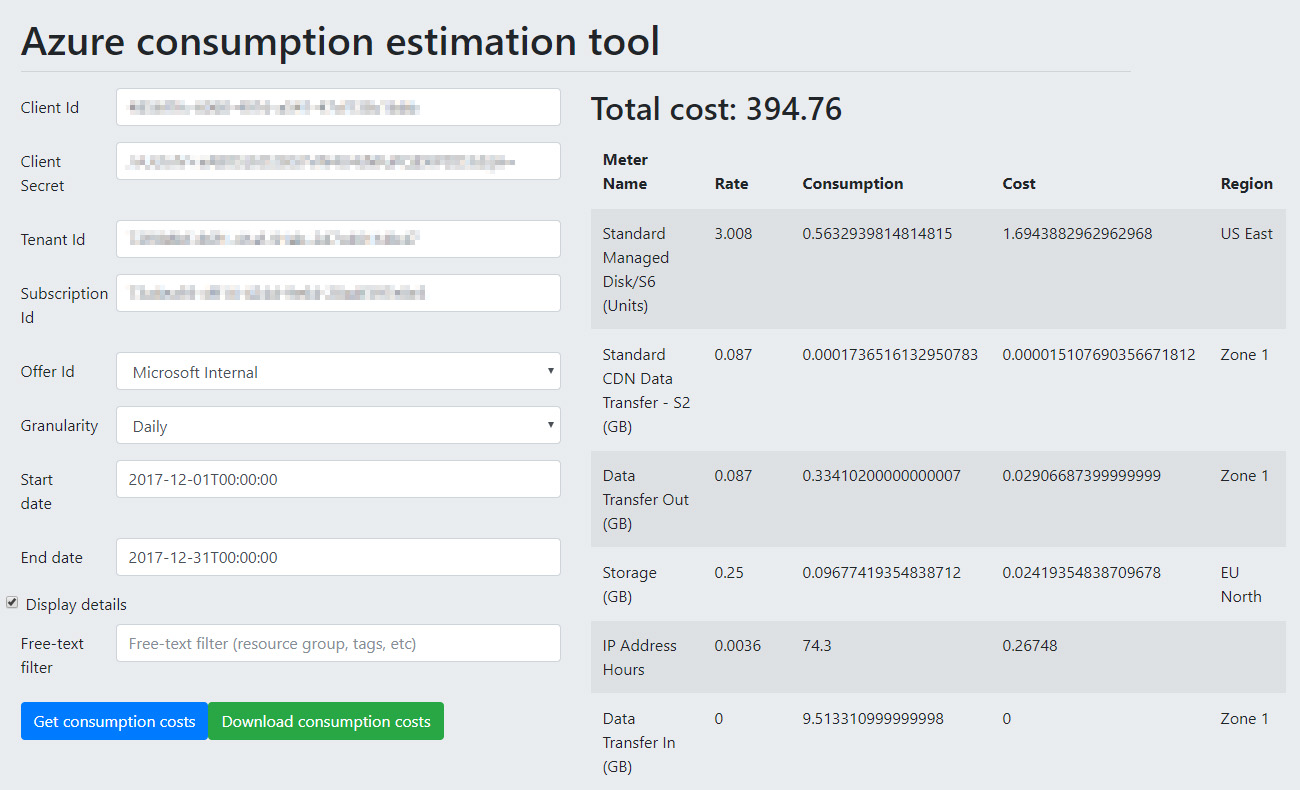 Azure consumption estimation tool
Client Id
Client
Secret
Tenant Id
Subscription
Id
Offer Id
Microsoft Internal
Granularity
Daily
Start
date
2017-12-01T00:00:00
End date
2017-12-31T00:00:00
Display details
Free-text
filter
Free-text filter (resource group, tags, etc)
Get consumption costs
Download consumption costs
Total cost: 394.76
Meter
Name
Rate
Consumption
Cost
Region
Standard
Managed
Disk/S6
(Units)
3.008
0.5632939814814815
1.6943882962962968
US East
Standard
CDN Data
Transfer - S2
(GB)
0.087
0.0001736516132950783
0.000015107690356671812
Zone 1
Data
Transfer Out
(GB)
0.087
0.33410200000000007
0.02906687399999999
Zone 1
Storage
(GB)
0.25
0.09677419354838712
0.02419354838709678
EU
North
IP Address
Hours
0.0036
74.3
0.26748
Data
Transfer In
(GB)
0
9.513310999999998
0
Zone 1